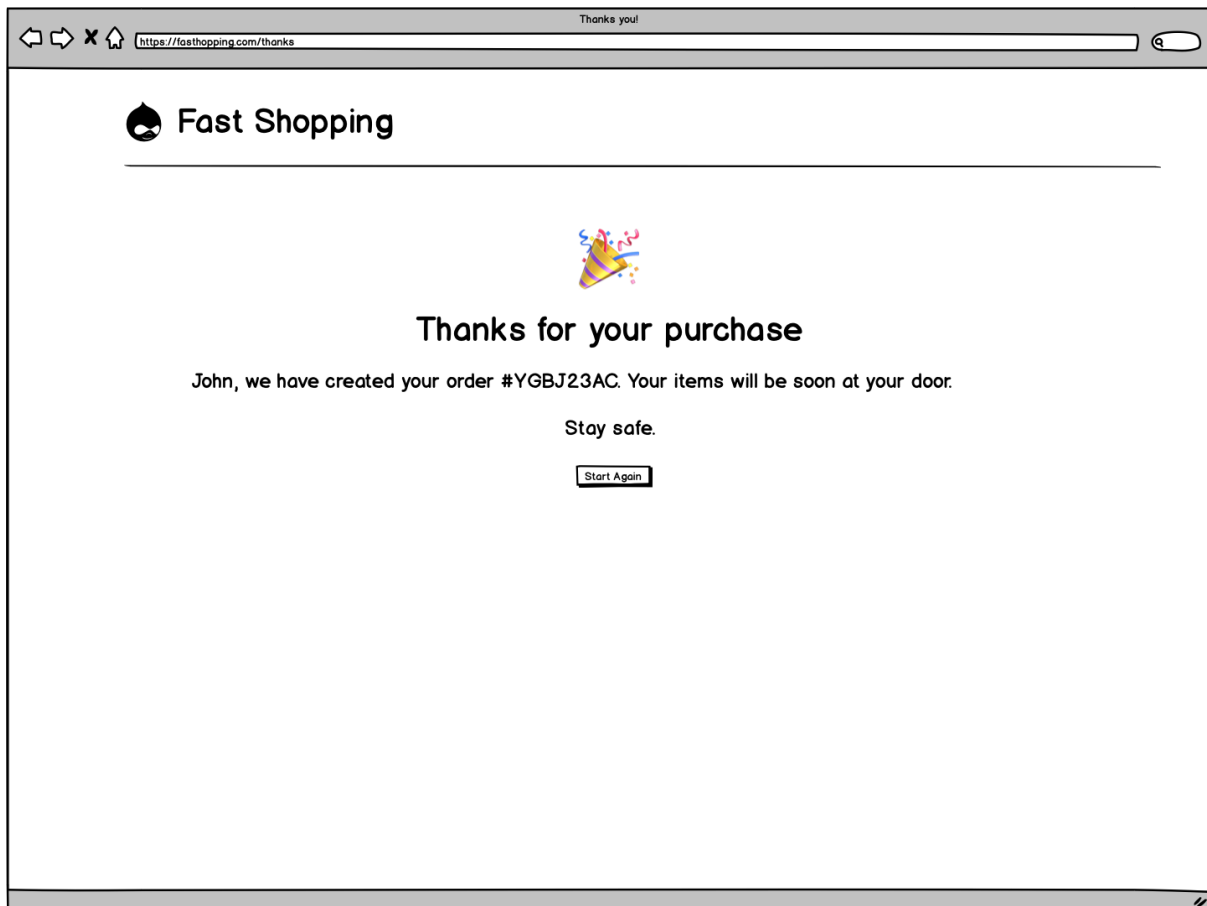 Thanks you!
https://fasthopping.com/thanks
Fast Shopping
Thanks for your purchase
John, we have created your order #YGBJ23AC. Your items will be soon at your door.
Stay safe.
Start Again